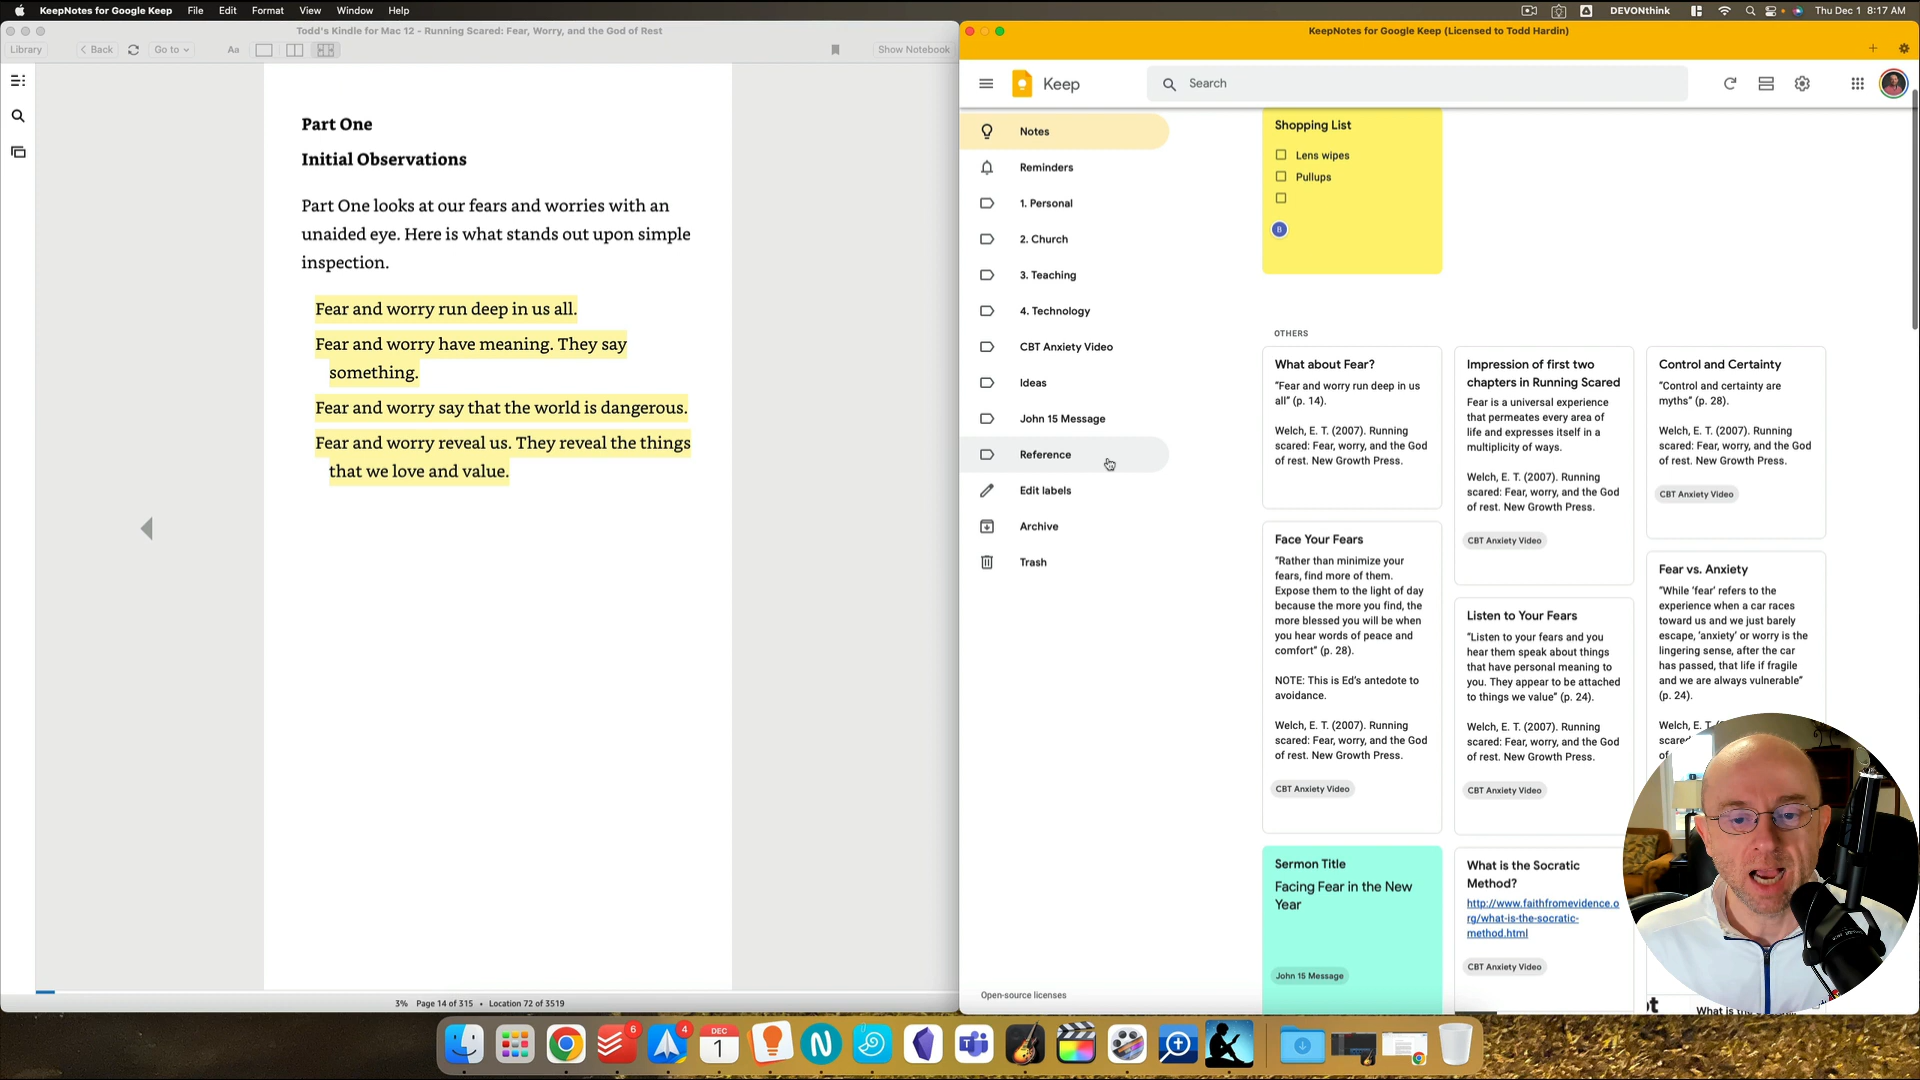 KeepNotes for Google Keep File Edit Format View Window Help
DEVONthink Thu Dec 1 8:17 AM
Todd's Kindle for Mac 12 - Running Scared: Fear, Worry, and the God of Rest
Library Back Go to Aa Show Notebook
Part One
Initial Observations
Part One looks at our fears and worries with an
unaided eye. Here is what stands out upon simple
inspection.
Fear and worry run deep in us all.
Fear and worry have meaning. They say
something.
Fear and worry say that the world is dangerous.
Fear and worry reveal us. They reveal the things
that we love and value.
3% Page 14 of 315 • Location 72 of 3519
KeepNotes for Google Keep (Licensed to Todd Hardin)
Keep
Search
Notes
Reminders
1. Personal
2. Church
3. Teaching
4. Technology
CBT Anxiety Video
Ideas
John 15 Message
Reference
Edit labels
Archive
Trash
Open-source licenses
Shopping List
Lens wipes
Pullups
B
OTHERS
What about Fear?
“Fear and worry run deep in us
all” (p. 14).
Welch, E. T. (2007). Running
scared: Fear, worry, and the God
of rest. New Growth Press.
Face Your Fears
“Rather than minimize your
fears, find more of them.
Expose them to the light of day
because the more you find, the
more blessed you will be when
you hear words of peace and
comfort” (p. 28).
NOTE: This is Ed's antedote to
avoidance.
Welch, E. T. (2007). Running
scared: Fear, worry, and the God
of rest. New Growth Press.
CBT Anxiety Video
Sermon Title
Facing Fear in the New
Year
John 15 Message
Impression of first two
chapters in Running Scared
Fear is a universal experience
that permeates every area of
life and expresses itself in a
multiplicity of ways.
Welch, E. T. (2007). Running
scared: Fear, worry, and the God
of rest. New Growth Press.
CBT Anxiety Video
Listen to Your Fears
“Listen to your fears and you
hear them speak about things
that have personal meaning to
you. They appear to be attached
to things we value” (p. 24).
Welch, E. T. (2007). Running
scared: Fear, worry, and the God
of rest. New Growth Press.
CBT Anxiety Video
What is the Socratic
Method?
http://www.faithfromevidence.o
rg/what-is-the-socratic-
method.html
CBT Anxiety Video
Control and Certainty
“Control and certainty are
myths” (p. 28).
Welch, E. T. (2007). Running
scared: Fear, worry, and the God
of rest. New Growth Press.
CBT Anxiety Video
Fear vs. Anxiety
“While ‘fear’ refers to the
experience when a car races
toward us and we just barely
escape, ‘anxiety’ or worry is the
lingering sense, after the car
has passed, that life if fragile
and we are always vulnerable”
(p. 24).
Welch, E. T.
6
4
DEC
1